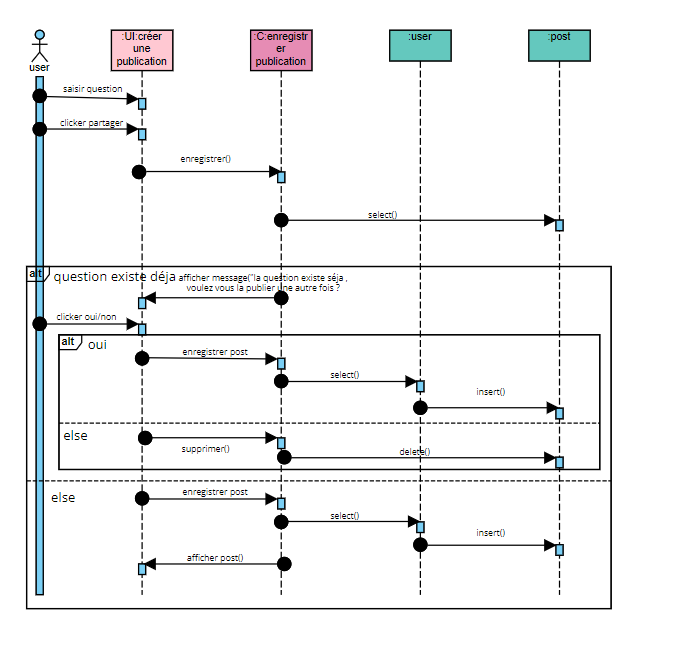 user
:UI:créer
une
publication
:C:enregistr
er
publication
:user
:post
saisir question
clicker partager
enregistrer()
select()
alt
question existe déja
afficher message("la question existe séja ,
voulez vous la publier une autre fois ?
clicker oui/non
alt
oui
enregistrer post
select()
insert()
else
supprimer()
delete()
else
enregistrer post
select()
insert()
afficher post()